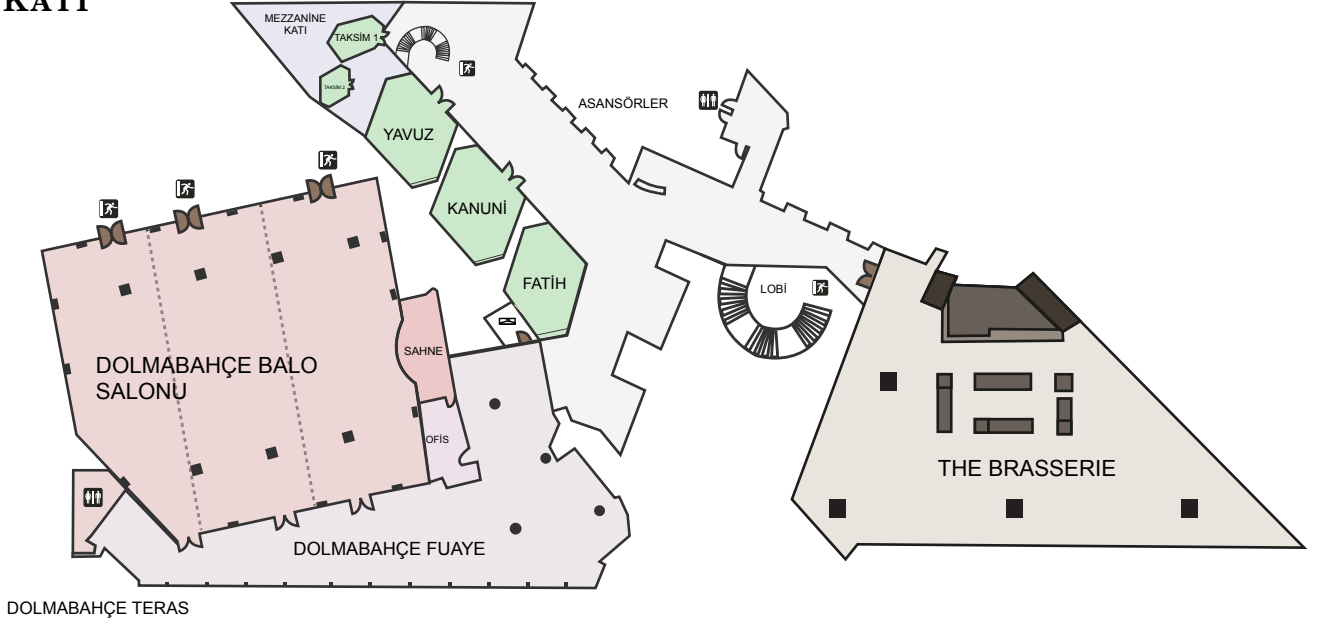 KATI
MEZZANİNE
KATI
TAKSİM 1
TAKSİM 2
ASANSÖRLER
YAVUZ
KANUNİ
FATİH
LOBİ
SAHNE
DOLMABAHÇE BALO
SALONU
OFİS
THE BRASSERIE
DOLMABAHÇE FUAYE
DOLMABAHÇE TERAS